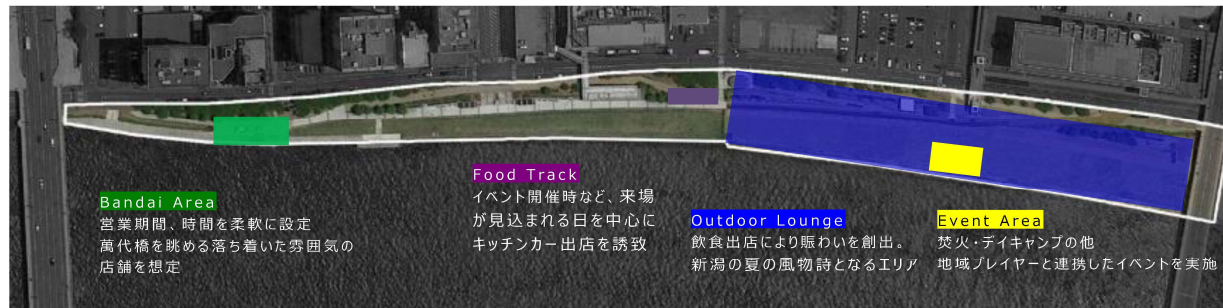 Bandai Area
営業期間、時間を柔軟に設定
萬代橋を眺める落ち着いた雰囲気の
店舗を想定
Food Track
イベント開催時など、来場
が見込まれる日を中心に
キッチンカー出店を誘致
Outdoor Lounge
飲食出店により賑わいを創出。
新潟の夏の風物詩となるエリア
Event Area
焚火・デイキャンプの他
地域プレイヤーと連携したイベントを実施